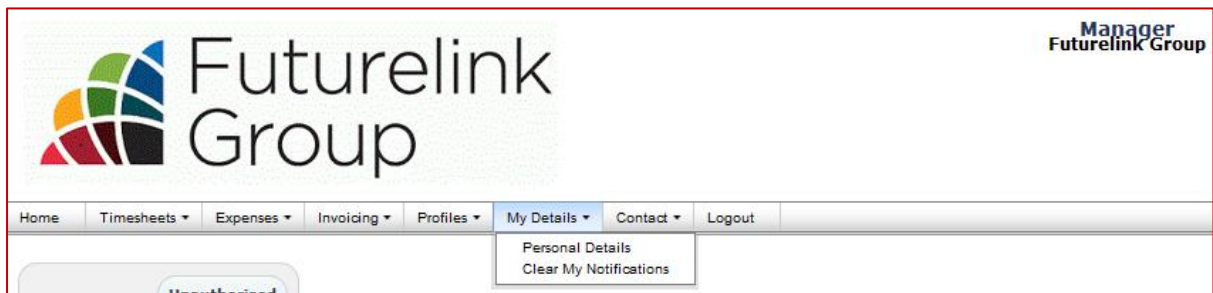 Futurelink
Group
Manager
Futurelink Group
Home Timesheets Expenses Invoicing Profiles My Details Contact Logout
Personal Details
Clear My Notifications